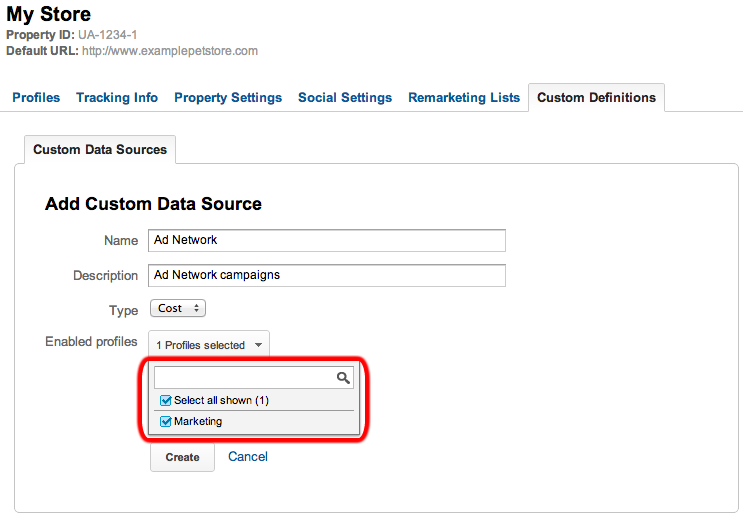 My Store
Property ID: UA-1234-1
Default URL: http://www.examplepetstore.com
Profiles Tracking Info Property Settings Social Settings Remarketing Lists Custom Definitions
Custom Data Sources
Add Custom Data Source
Name Ad Network
Description Ad Network campaigns
Type Cost
Enabled profiles 1 Profiles selected
Select all shown (1)
Marketing
Create Cancel